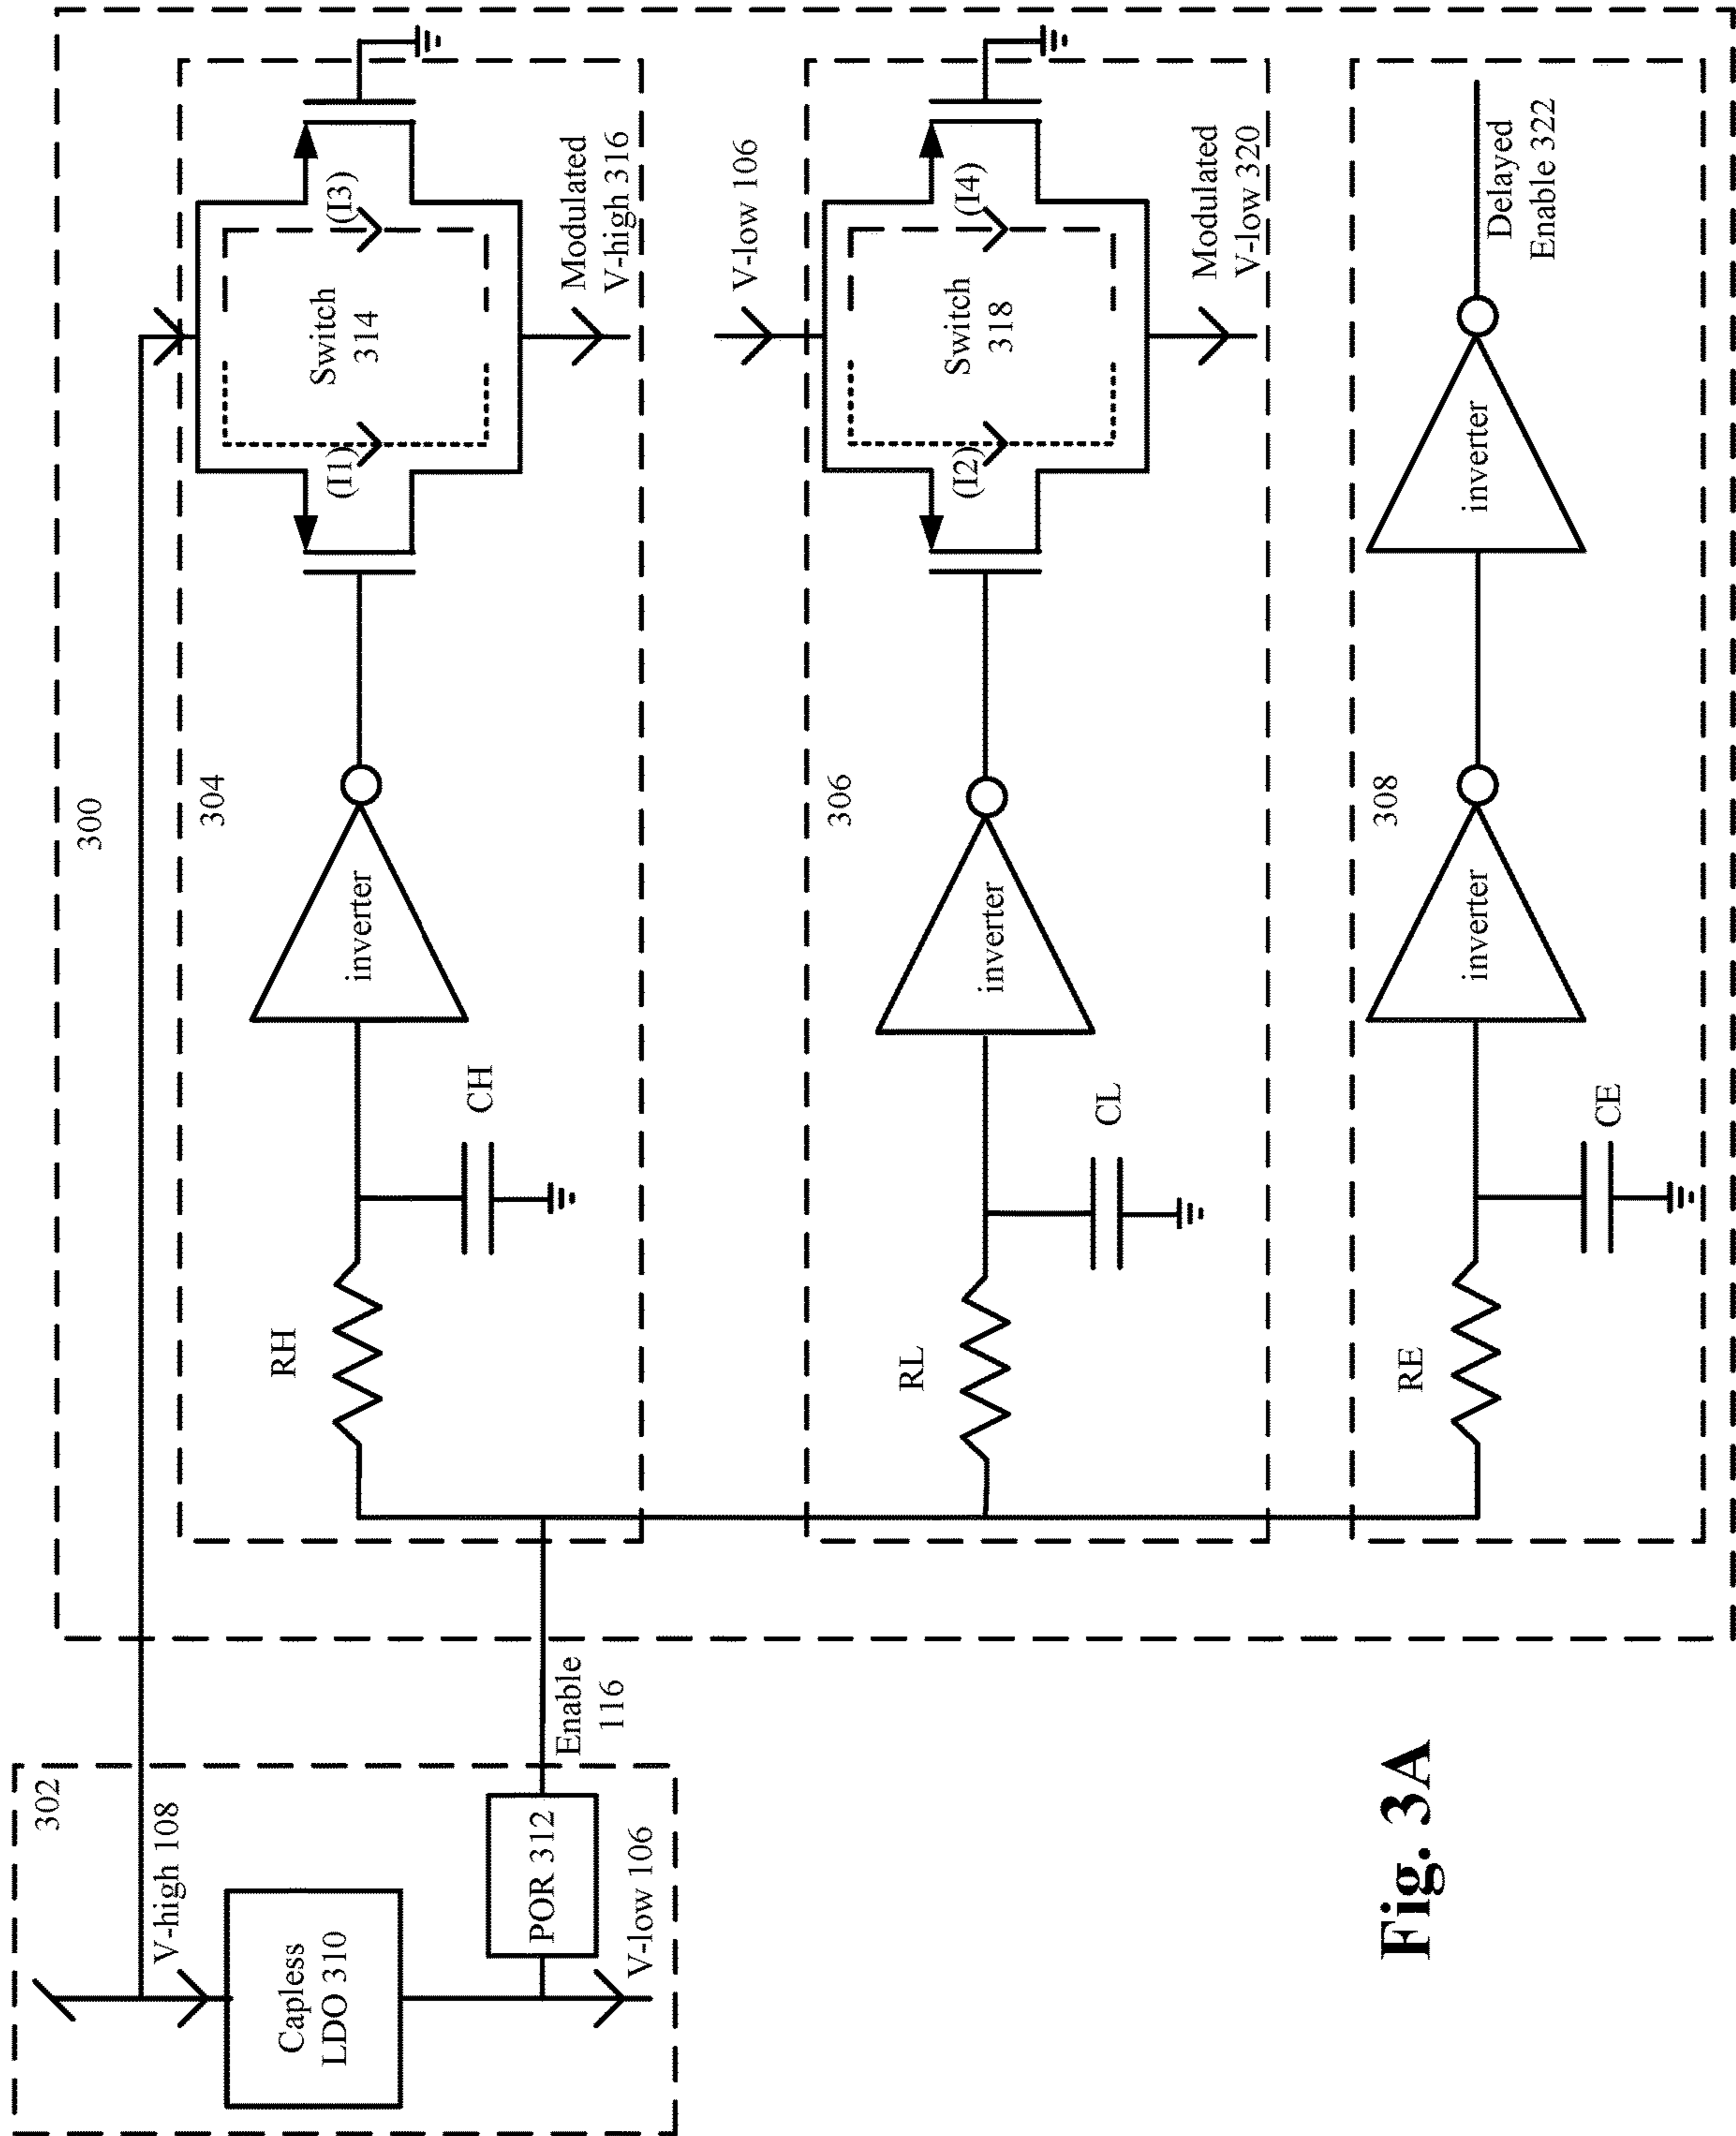 302
V-high 108
Capless
LDO 310
POR 312
V-low 106
Enable
116
300
304
RH
CH
inverter
(I1)
Switch
314
(I3)
Modulated
V-high 316
306
RL
CL
inverter
V-low 106
(I2)
Switch
318
(I4)
Modulated
V-low 320
308
RE
CE
inverter
inverter
Delayed
Enable 322
Fig. 3A